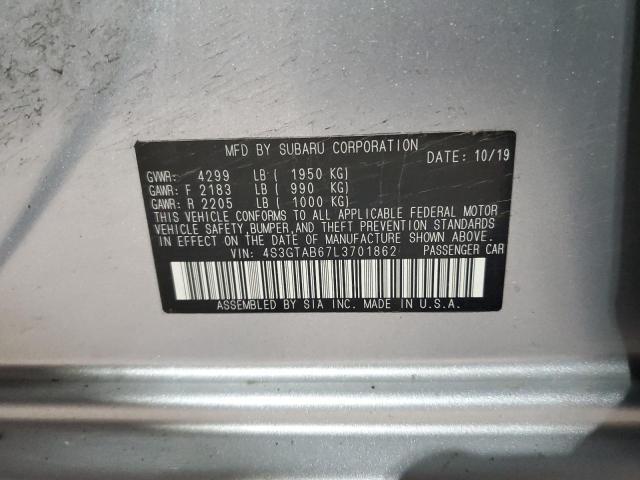 MFD BY SUBARU CORPORATION
DATE: 10/19
GVWR: 4299 LB ( 1950 KG)
GAWR: F 2183 LB ( 990 KG)
GAWR: R 2205 LB ( 1000 KG)
THIS VEHICLE CONFORMS TO ALL APPLICABLE FEDERAL MOTOR
VEHICLE SAFETY,BUMPER,AND THEFT PREVENTION STANDARDS
IN EFFECT ON THE DATE OF MANUFACTURE SHOWN ABOVE.
VIN: 4S3GTAB67L3701862 PASSENGER CAR
ASSEMBLED BY SIA INC. MADE IN U.S.A.